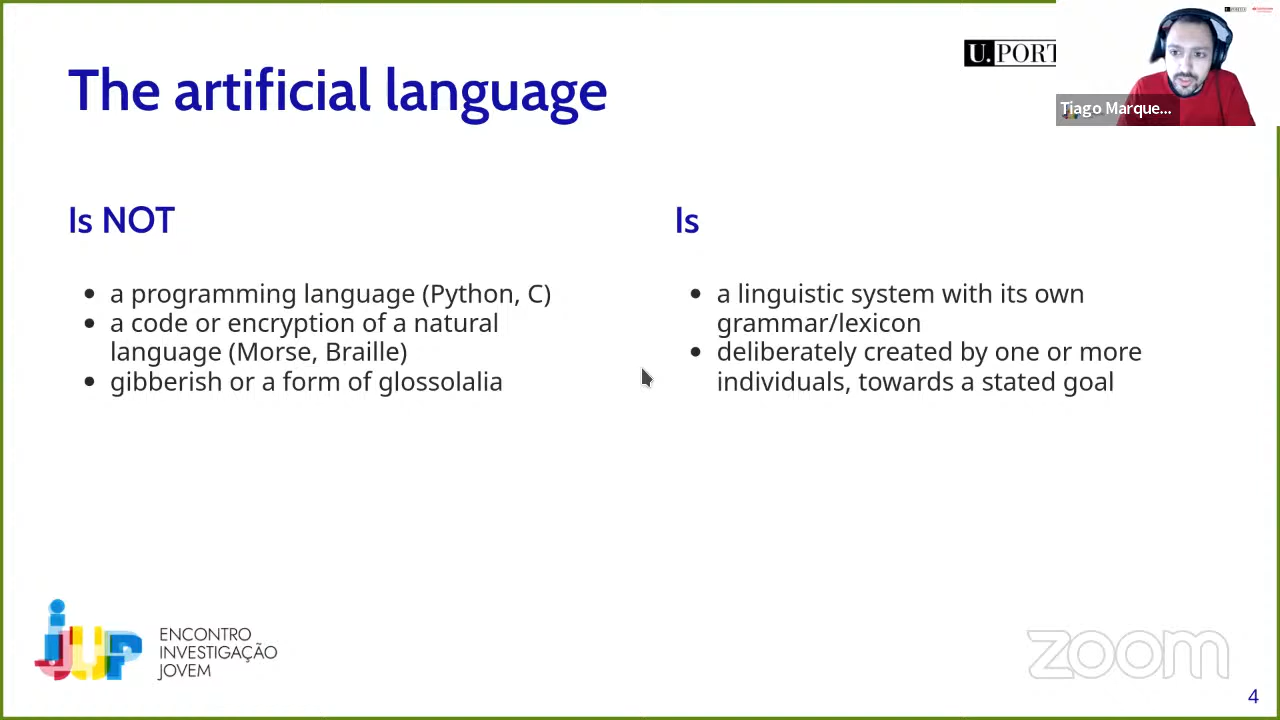 The artificial language
U.PORT
Tiago Marque...
Is NOT
a programming language (Python, C)
a code or encryption of a natural
language (Morse, Braille)
gibberish or a form of glossolalia
Is
a linguistic system with its own
grammar/lexicon
deliberately created by one or more
individuals, towards a stated goal
iJUP
ENCONTRO
INVESTIGAÇÃO
JOVEM
zoom
4